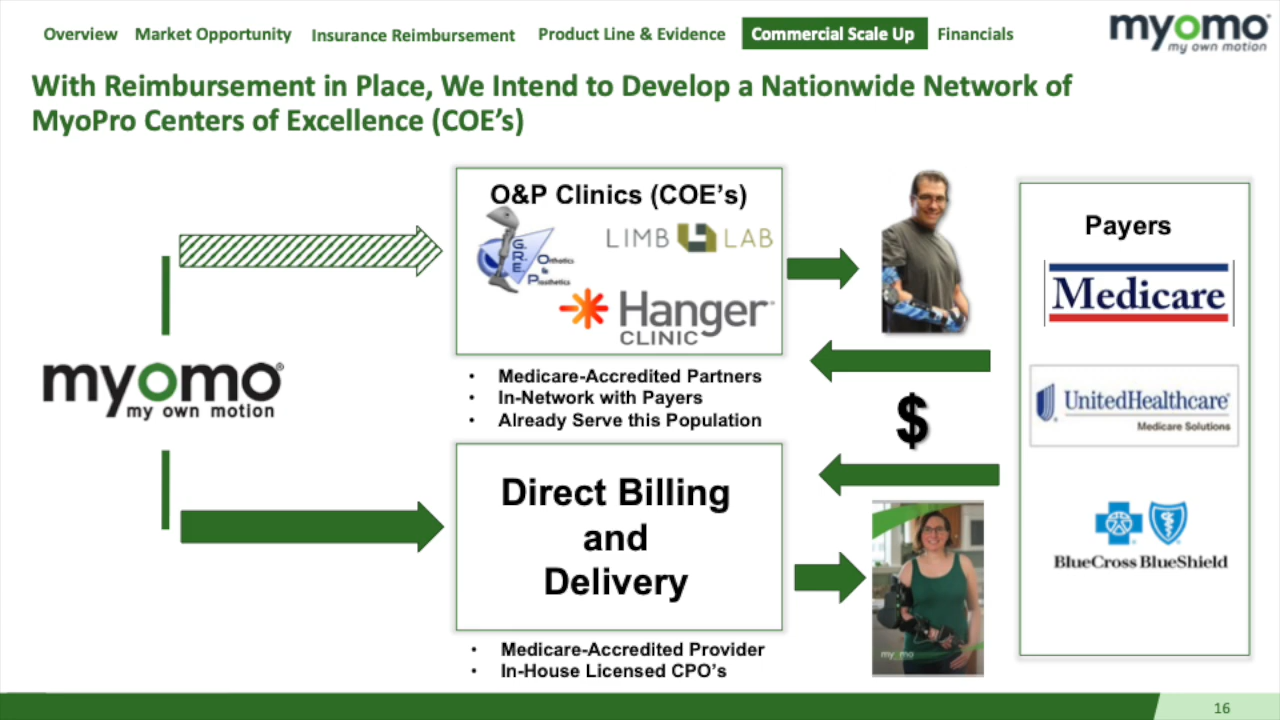 Overview Market Opportunity Insurance Reimbursement Product Line & Evidence Commercial Scale Up Financials
myomo®
my own motion
With Reimbursement in Place, We Intend to Develop a Nationwide Network of
MyoPro Centers of Excellence (COE's)
O&P Clinics (COE's)
GRE
Orthotics
&
Prosthetics
LIMB LAB
Hanger
CLINIC
• Medicare-Accredited Partners
• In-Network with Payers
• Already Serve this Population
myomo®
my own motion
Direct Billing
and
Delivery
• Medicare-Accredited Provider
• In-House Licensed CPO's
$
myomo
Payers
Medicare
UnitedHealthcare®
Medicare Solutions
BlueCross BlueShield
16